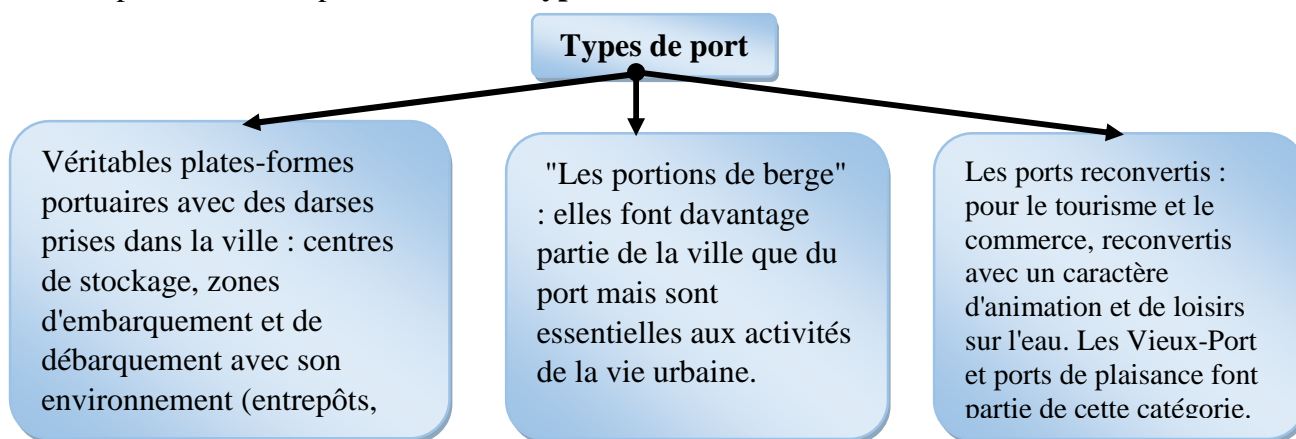 Types de port
Véritables plates-formes
portuaires avec des darses
prises dans la ville : centres
de stockage, zones
d'embarquement et de
débarquement avec son
environnement (entrepôts,
"Les portions de berge"
: elles font davantage
partie de la ville que du
port mais sont
essentielles aux activités
de la vie urbaine.
Les ports reconvertis :
pour le tourisme et le
commerce, reconvertis
avec un caractère
d'animation et de loisirs
sur l'eau. Les Vieux-Port
et ports de plaisance font
partie de cette catégorie.